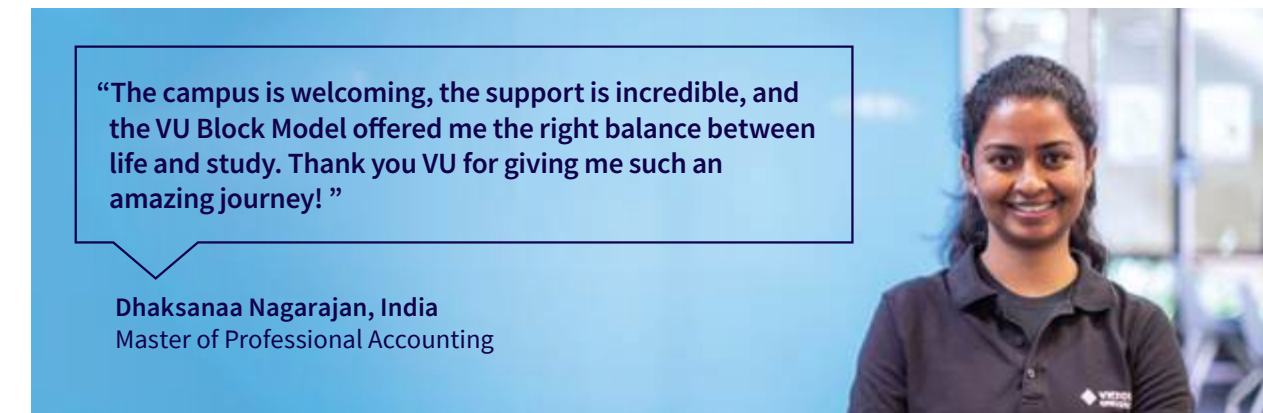 “The campus is welcoming, the support is incredible, and
the VU Block Model offered me the right balance between
life and study. Thank you VU for giving me such an
amazing journey! ”
Dhaksanaa Nagarajan, India
Master of Professional Accounting